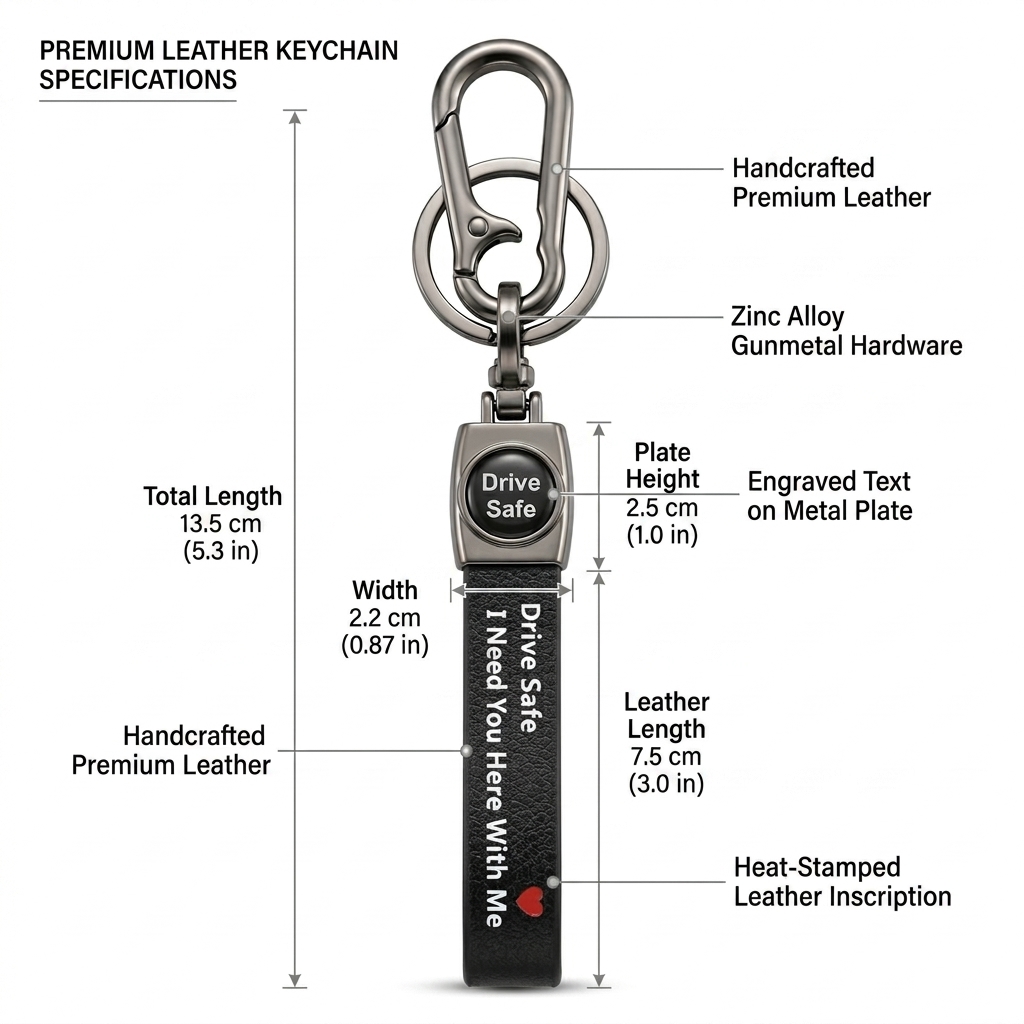 PREMIUM LEATHER KEYCHAIN
SPECIFICATIONS
Handcrafted
Premium Leather
Zinc Alloy
Gunmetal Hardware
Drive
Safe
Plate
Height
2.5 cm
(1.0 in)
Engraved Text
on Metal Plate
Total Length
13.5 cm
(5.3 in)
Width
2.2 cm
(0.87 in)
Drive Safe
I Need You Here With Me
Leather
Length
7.5 cm
(3.0 in)
Handcrafted
Premium Leather
Heat-Stamped
Leather Inscription